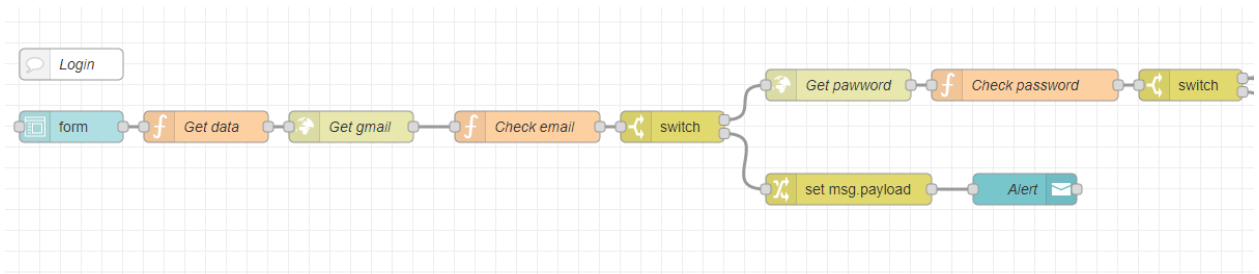 Login
form
Get data
Get gmail
Check email
switch
Get pawword
Check password
switch
set msg.payload
Alert